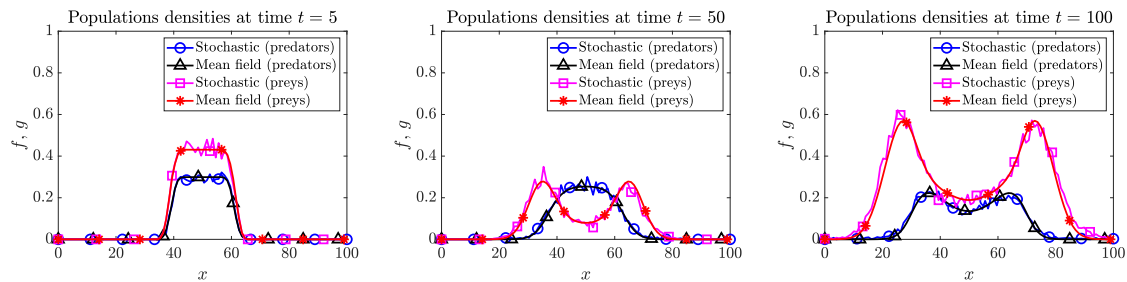 Populations densities at time t = 5
1
0.8
0.6
0.4
0.2
0
f, g
0 20 40 60 80 100
x
Stochastic (predators)
Mean field (predators)
Stochastic (preys)
Mean field (preys)
Populations densities at time t = 50
1
0.8
0.6
0.4
0.2
0
f, g
0 20 40 60 80 100
x
Stochastic (predators)
Mean field (predators)
Stochastic (preys)
Mean field (preys)
Populations densities at time t = 100
1
0.8
0.6
0.4
0.2
0
f, g
0 20 40 60 80 100
x
Stochastic (predators)
Mean field (predators)
Stochastic (preys)
Mean field (preys)